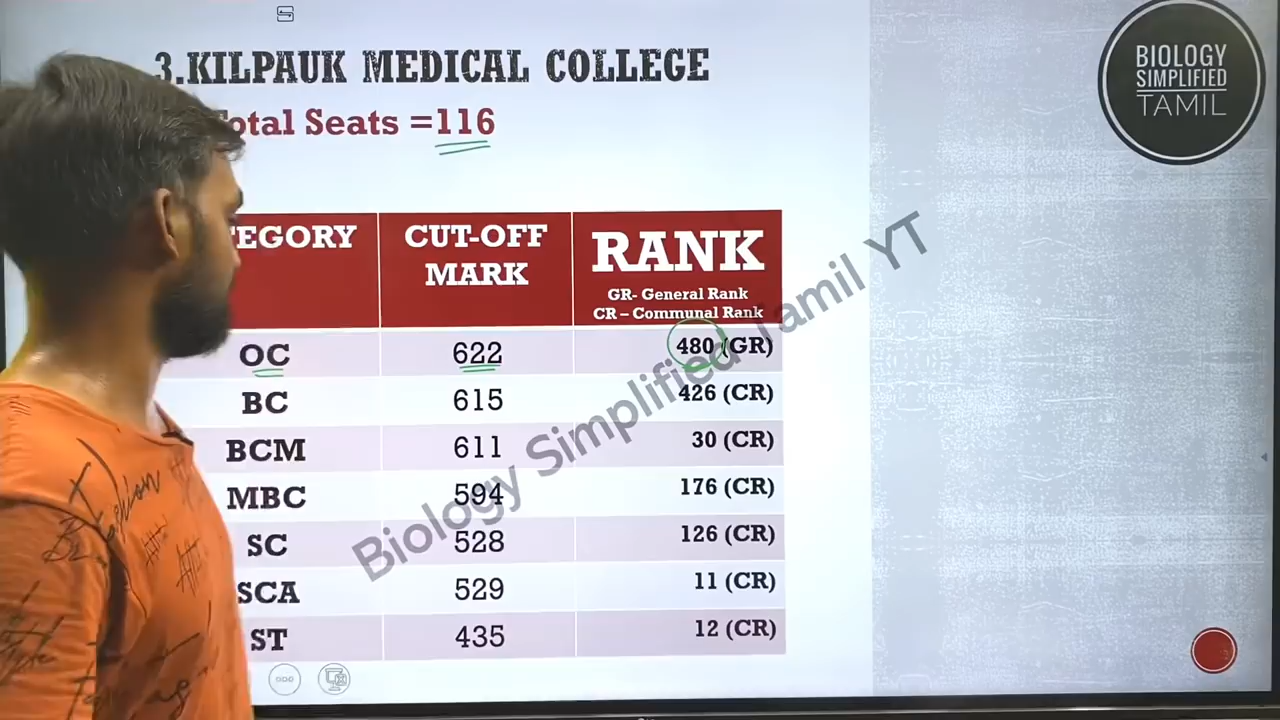 3.KILPAUK MEDICAL COLLEGE
otal Seats =116
BIOLOGY
SIMPLIFIED
TAMIL
EGORY
CUT-OFF
MARK
RANK
GR- General Rank
CR – Communal Rank
OC 622 480 (GR)
BC 615 426 (CR)
BCM 611 30 (CR)
MBC 594 176 (CR)
SC 528 126 (CR)
SCA 529 11 (CR)
ST 435 12 (CR)
Biology Simplified Tamil YT